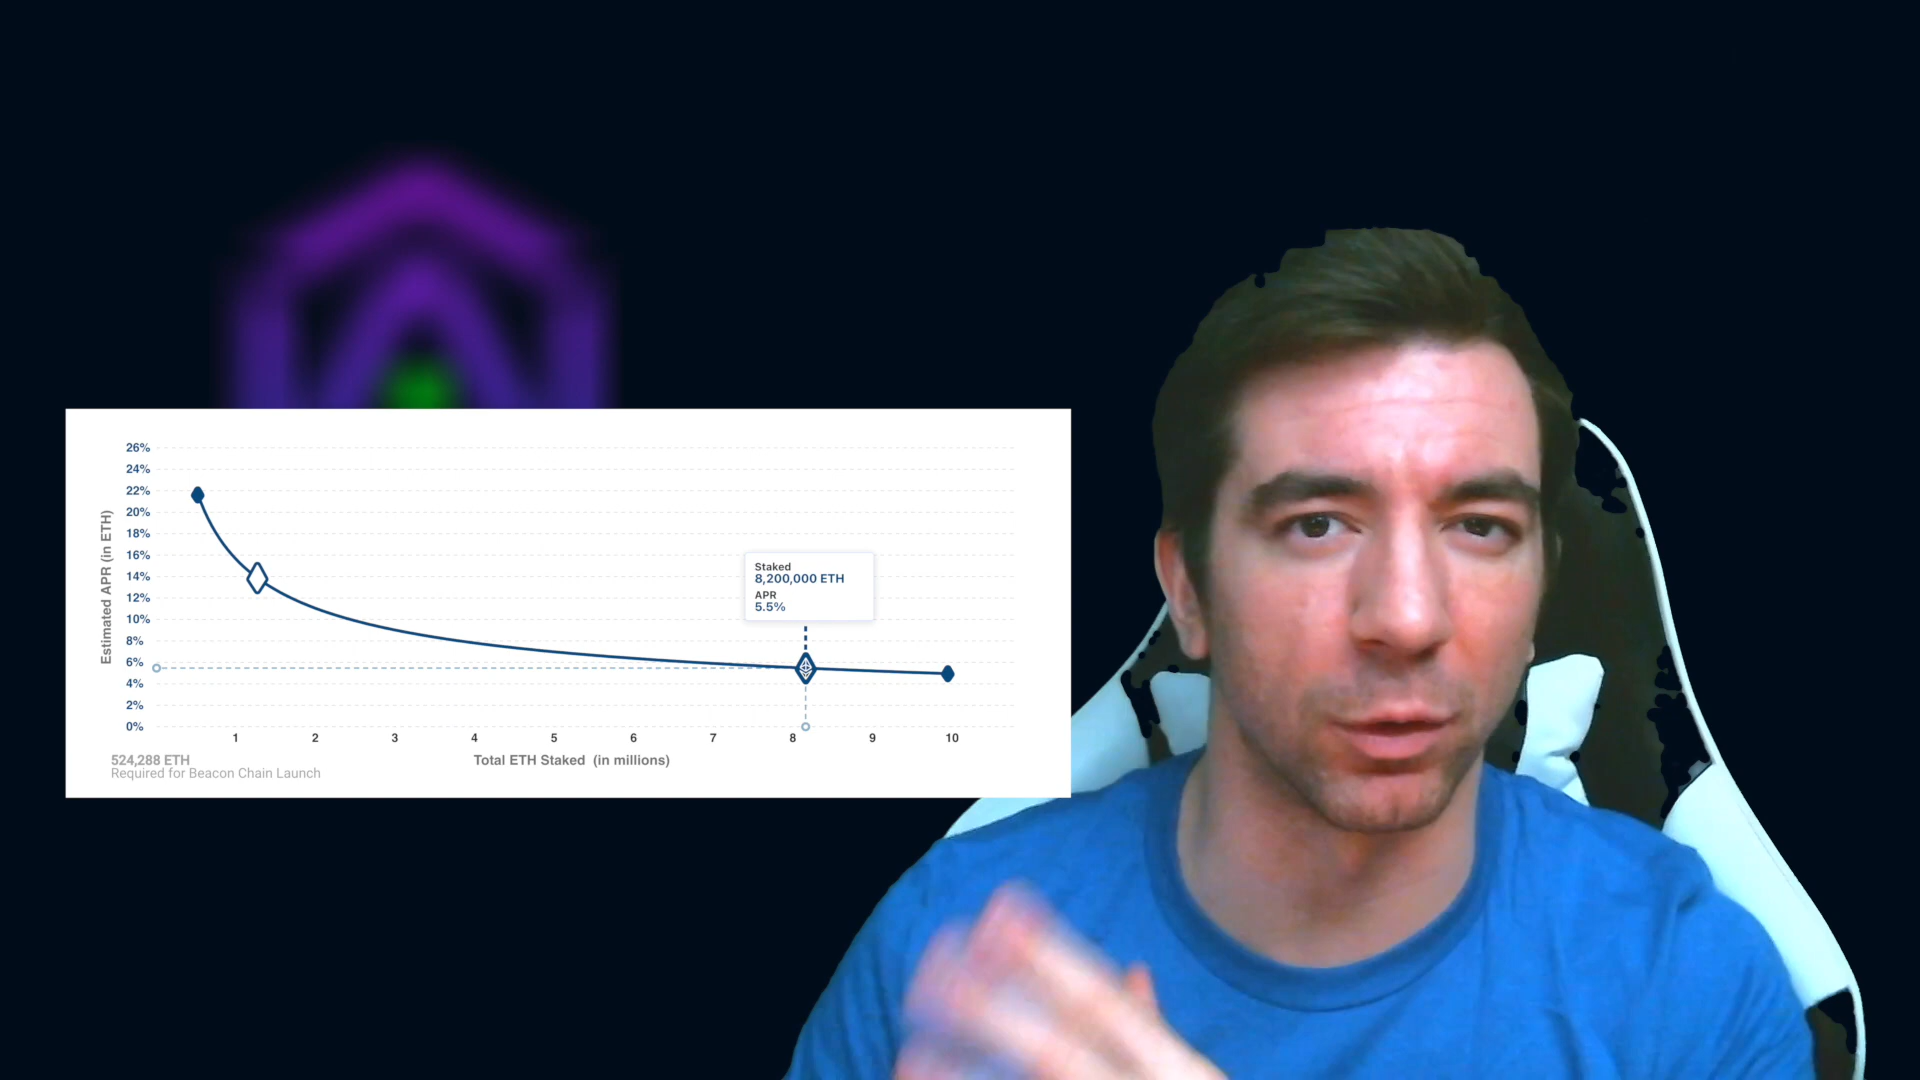 26%
24%
22%
20%
18%
16%
14%
12%
10%
8%
6%
4%
2%
0%
Estimated APR (in ETH)
Staked
8,200,000 ETH
APR
5.5%
1 2 3 4 5 6 7 8 9 10
524,288 ETH
Required for Beacon Chain Launch
Total ETH Staked (in millions)